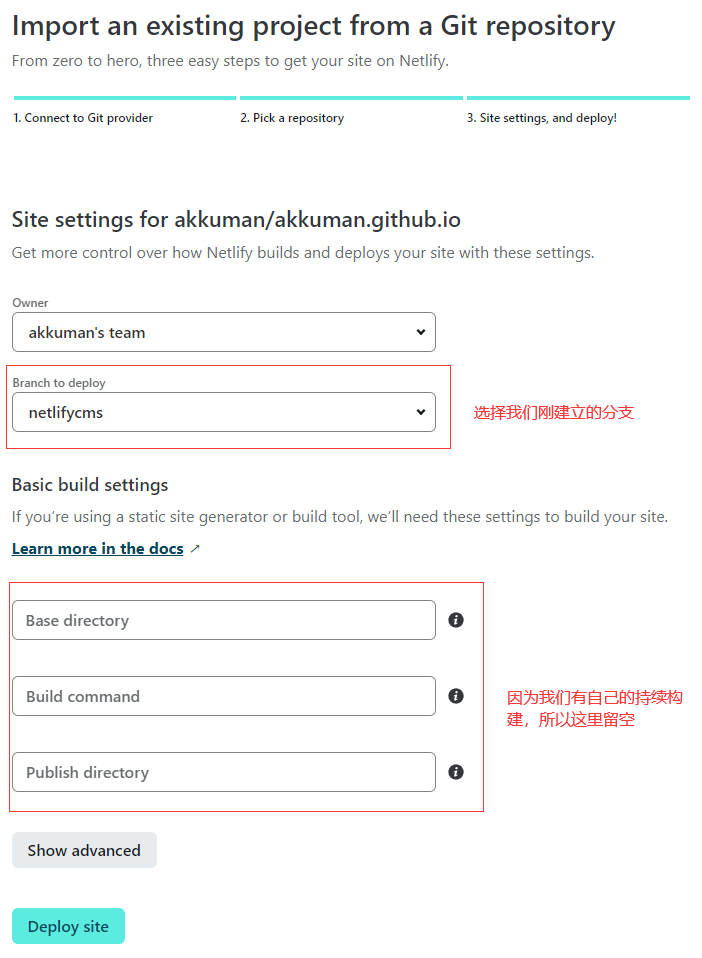 Import an existing project from a Git repository
From zero to hero, three easy steps to get your site on Netlify.
1. Connect to Git provider
2. Pick a repository
3. Site settings, and deploy!
Site settings for akkuman/akkuman.github.io
Get more control over how Netlify builds and deploys your site with these settings.
Owner
akkuman's team
Branch to deploy
netlifycms
选择我们刚建立的分支
Basic build settings
If you’re using a static site generator or build tool, we’ll need these settings to build your site.
Learn more in the docs ↗
Base directory
Build command
因为我们有自己的持续构
建，所以这里留空
Publish directory
Show advanced
Deploy site